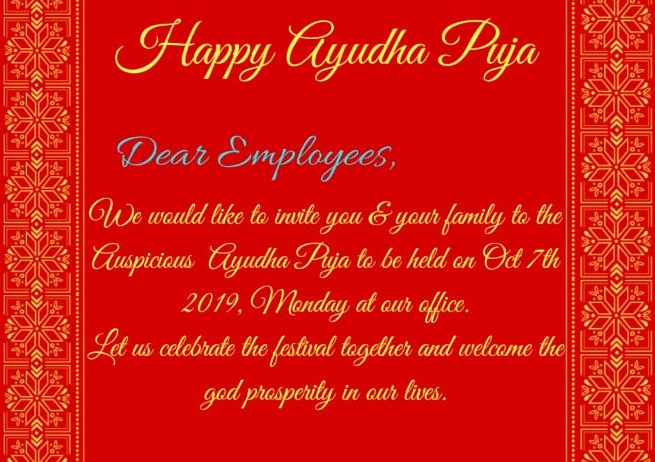 Happy Ayudha Puja
Dear Employees,
We would like to invite you & your family to the
Auspicious Ayudha Puja to be held on Oct 7th
2019, Monday at our office.
Let us celebrate the festival together and welcome the
god prosperity in our lives.